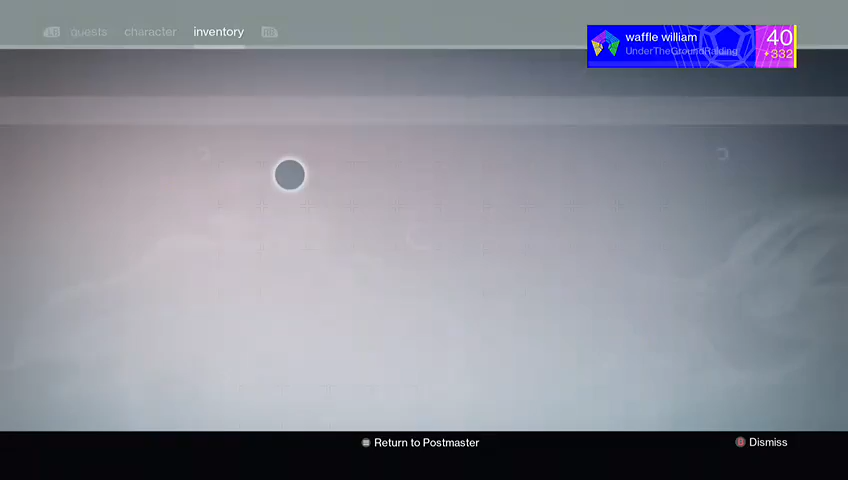 quests character inventory
waffle william
UnderTheGroundRaiding
40
332
Return to Postmaster
Dismiss